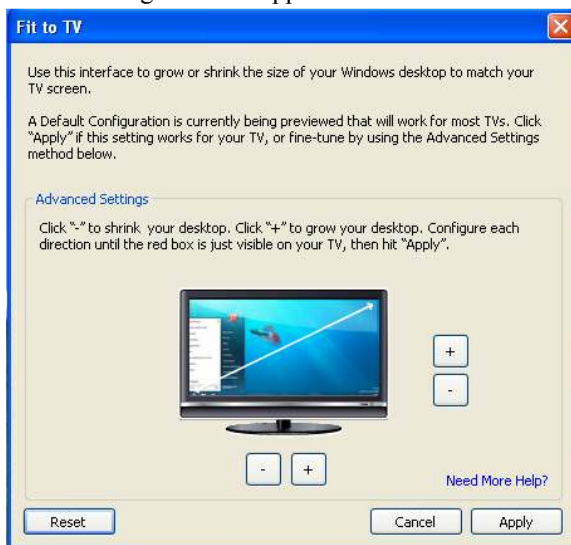 Fit to TV
Use this interface to grow or shrink the size of your Windows desktop to match your
TV screen.
A Default Configuration is currently being previewed that will work for most TVs. Click
"Apply" if this setting works for your TV, or fine-tune by using the Advanced Settings
method below.
Advanced Settings
Click "-" to shrink your desktop. Click "+" to grow your desktop. Configure each
direction until the red box is just visible on your TV, then hit "Apply".
+
-
- +
Need More Help?
Reset Cancel Apply